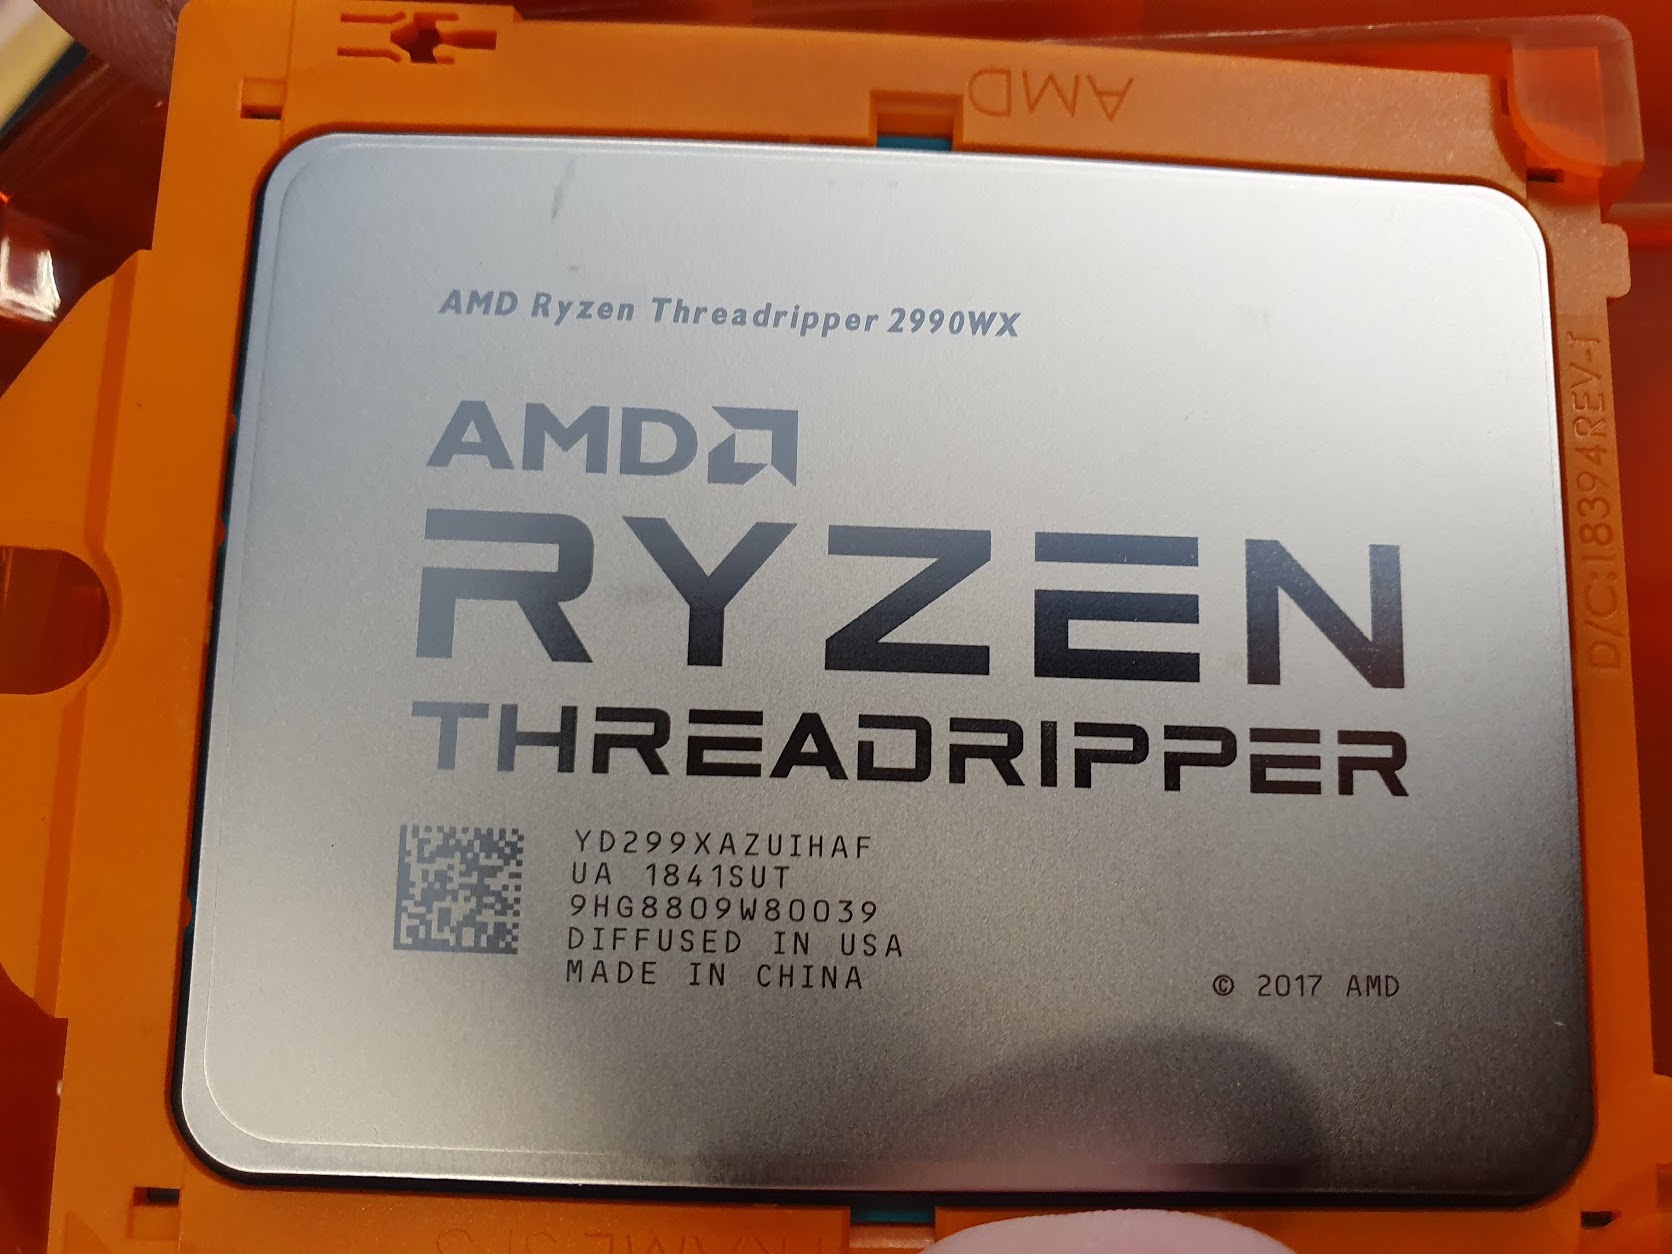 AMD
AMD Ryzen Threadripper 2990WX
AMD
RYZEN
THREADRIPPER
YD299XAZUIHAF
UA 1841SUT
9HG8809W80039
DIFFUSED IN USA
MADE IN CHINA
© 2017 AMD
D/C:18394REV-I